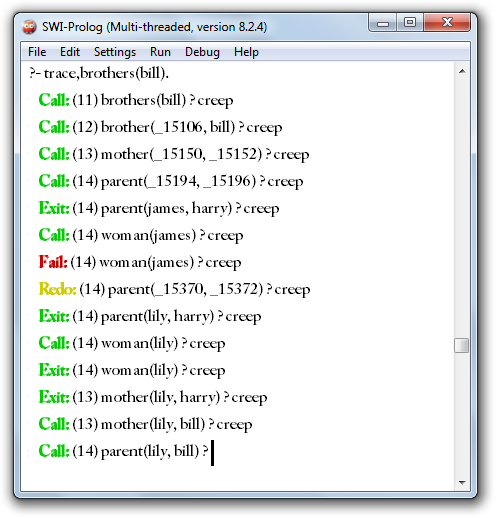 SWI-Prolog (Multi-threaded, version 8.2.4)
File Edit Settings Run Debug Help
?- trace,brothers(bill).
Call: (11) brothers(bill) ? creep
Call: (12) brother(_15106, bill) ? creep
Call: (13) mother(_15150, _15152) ? creep
Call: (14) parent(_15194, _15196) ? creep
Exit: (14) parent(james, harry) ? creep
Call: (14) woman(james) ? creep
Fail: (14) woman(james) ? creep
Redo: (14) parent(_15370, _15372) ? creep
Exit: (14) parent(lily, harry) ? creep
Call: (14) woman(lily) ? creep
Exit: (14) woman(lily) ? creep
Exit: (13) mother(lily, harry) ? creep
Call: (13) mother(lily, bill) ? creep
Call: (14) parent(lily, bill) ?